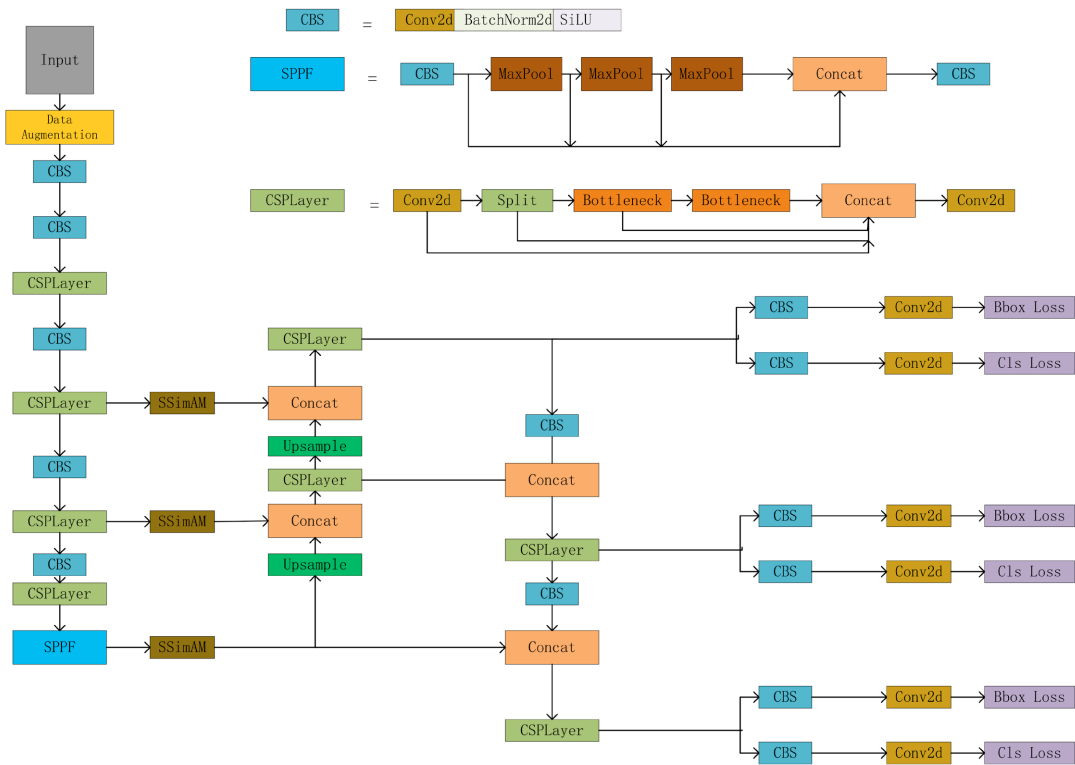 CBS = Conv2d BatchNorm2d SiLU
Input
SPPF = CBS MaxPool MaxPool MaxPool Concat CBS
Data
Augmentation
CBS
CSPLayer = Conv2d Split Bottleneck Bottleneck Concat Conv2d
CBS
CSPLayer
CBS Conv2d Bbox Loss
CBS CSPLayer
CBS Conv2d Cls Loss
CSPLayer SSimAM Concat
CBS
Upsample
CBS
CSPLayer Concat
CSPLayer SSimAM Concat
CBS Conv2d Bbox Loss
CSPLayer
CBS Upsample
CBS Conv2d Cls Loss
CSPLayer CBS
SPPF SSimAM Concat
CBS Conv2d Bbox Loss
CSPLayer
CBS Conv2d Cls Loss